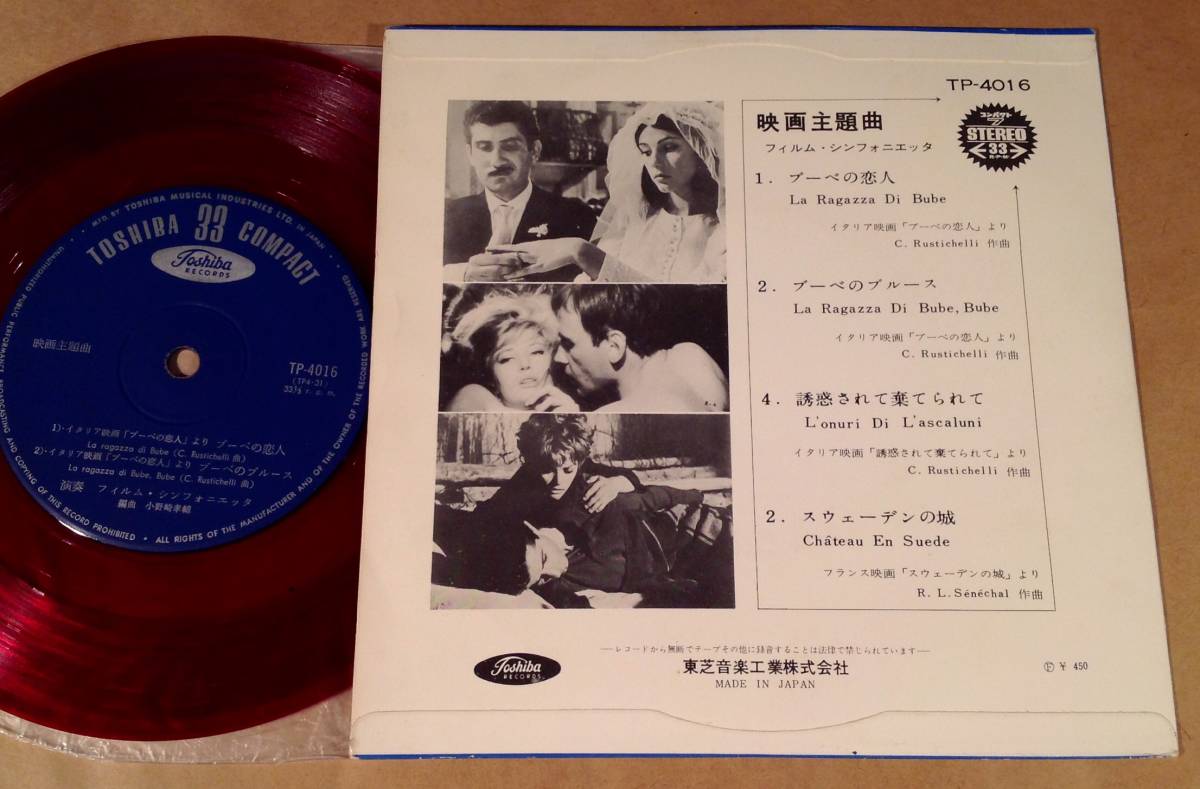 MFD. BY TOSHIBA MUSICAL INDUSTRIES LTD. IN JAPAN
UNAUTHORIZED PUBLIC PERFORMANCE BROADCASTING AND COPYING OF THIS RECORD PROHIBITED • ALL RIGHTS OF THE MANUFACTURER AND OF THE OWNER OF THE RECORDED WORK ARE RESERVED
TOSHIBA 33 COMPACT
Toshiba
RECORDS
映画主題曲
TP-4016
(TP4-31)
33⅓ r. p. m.
1)・イタリア映画「ブーベの恋人」より ブーベの恋人
La ragazza di Bube (C. Rustichelli 曲)
2)・イタリア映画「ブーベの恋人」より ブーベのブルース
La ragazza di Bube, Bube (C. Rustichelli 曲)
演奏 フィルム・シンフォニエッタ
編曲 小野崎孝輔
TP-4016
映画主題曲
フィルム・シンフォニエッタ
コンパクト
STEREO
33
R・P・M
1. ブーベの恋人
La Ragazza Di Bube
イタリア映画「ブーベの恋人」より
C. Rustichelli 作曲
2. ブーベのブルース
La Ragazza Di Bube, Bube
イタリア映画「ブーベの恋人」より
C. Rustichelli 作曲
4. 誘惑されて棄てられて
L'onuri Di L'ascaluni
イタリア映画「誘惑されて棄てられて」より
C. Rustichelli 作曲
2. スウェーデンの城
Château En Suede
フランス映画「スウェーデンの城」より
R. L. Sénéchal 作曲
—レコードから無断でテープその他に録音することは法律で禁じられています—
Toshiba
RECORDS
東芝音楽工業株式会社
MADE IN JAPAN
Ⓟ ¥ 450